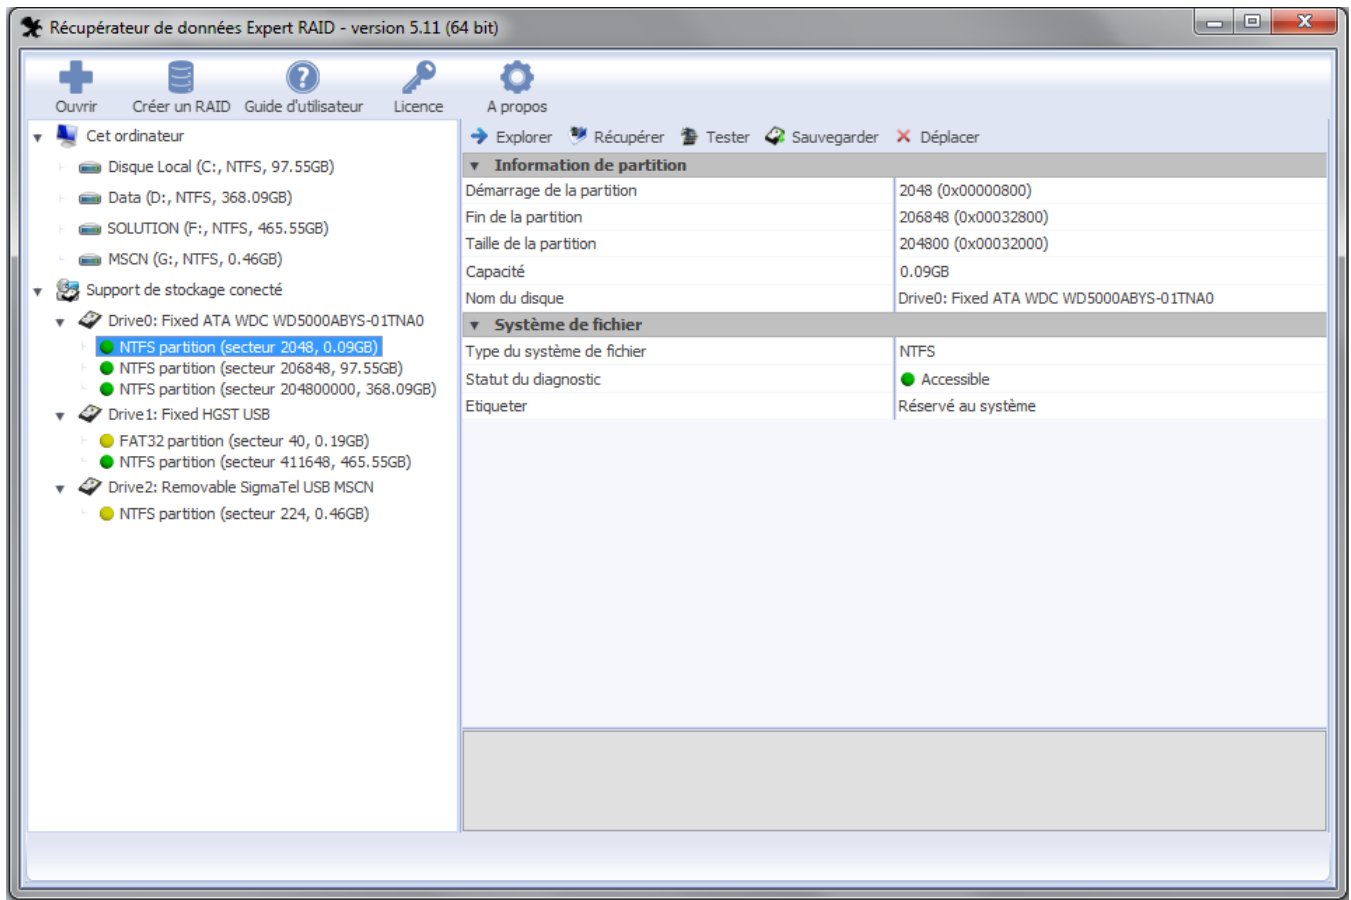 Récupérateur de données Expert RAID - version 5.11 (64 bit)
Ouvrir Créer un RAID Guide d'utilisateur Licence A propos
Cet ordinateur
Disque Local (C:, NTFS, 97.55GB)
Data (D:, NTFS, 368.09GB)
SOLUTION (F:, NTFS, 465.55GB)
MSCN (G:, NTFS, 0.46GB)
Support de stockage conecté
Drive0: Fixed ATA WDC WD5000ABYS-01TNA0
NTFS partition (secteur 2048, 0.09GB)
NTFS partition (secteur 206848, 97.55GB)
NTFS partition (secteur 204800000, 368.09GB)
Drive1: Fixed HGST USB
FAT32 partition (secteur 40, 0.19GB)
NTFS partition (secteur 411648, 465.55GB)
Drive2: Removable SigmaTel USB MSCN
NTFS partition (secteur 224, 0.46GB)
Explorer Récupérer Tester Sauvegarder Déplacer
Information de partition
Démarrage de la partition 2048 (0x00000800)
Fin de la partition 206848 (0x00032800)
Taille de la partition 204800 (0x00032000)
Capacité 0.09GB
Nom du disque Drive0: Fixed ATA WDC WD5000ABYS-01TNA0
Système de fichier
Type du système de fichier NTFS
Statut du diagnostic Accessible
Etiqueter Réservé au système